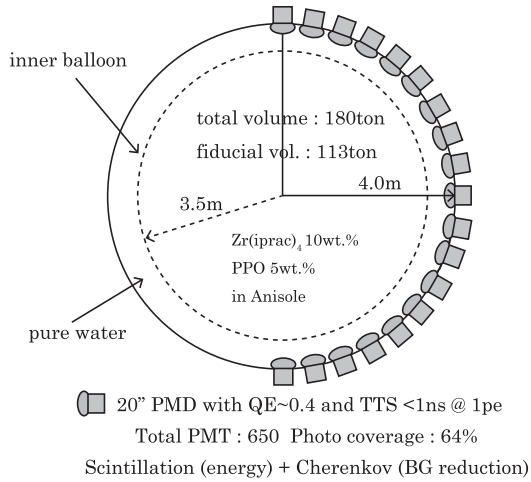 inner balloon
total volume : 180ton
fiducial vol. : 113ton
4.0m
3.5m
Zr(iprac)4 10wt.%
PPO 5wt.%
in Anisole
pure water
20” PMD with QE~0.4 and TTS <1ns @ 1pe
Total PMT : 650 Photo coverage : 64%
Scintillation (energy) + Cherenkov (BG reduction)